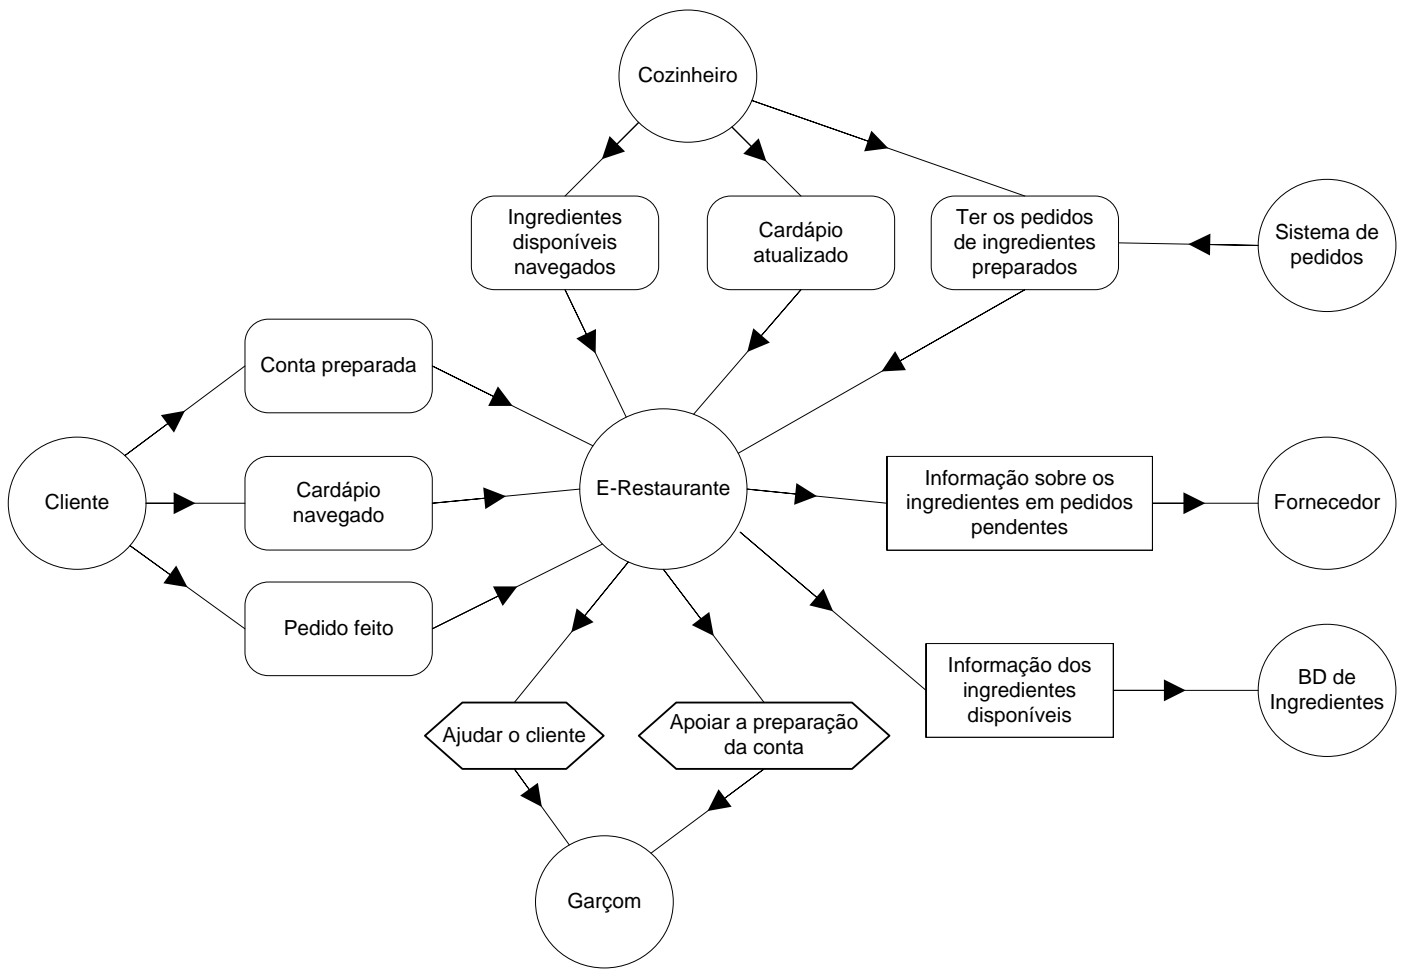 Cozinheiro
Ingredientes
disponíveis
navegados
Cardápio
atualizado
Ter os pedidos
de ingredientes
preparados
Sistema de
pedidos
Conta preparada
Cliente
Cardápio
navegado
E-Restaurante
Informação sobre os
ingredientes em pedidos
pendentes
Fornecedor
Pedido feito
Informação dos
ingredientes
disponíveis
BD de
Ingredientes
Ajudar o cliente
Apoiar a preparação
da conta
Garçom